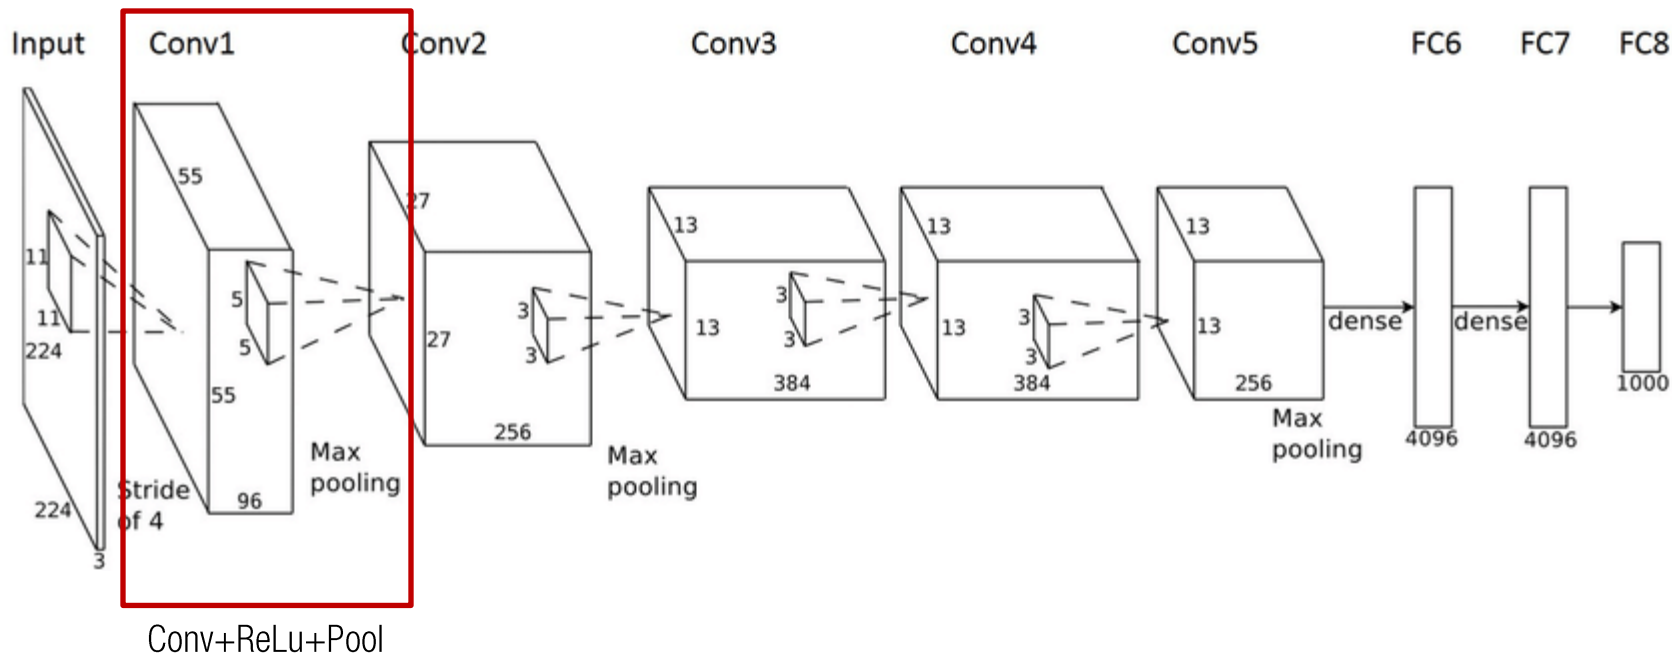 Input
Conv1
Conv2
Conv3
Conv4
Conv5
FC6
FC7
FC8
11
11
224
224
3
Stride
of 4
55
5
5
55
96
Max
pooling
27
3
3
27
256
Max
pooling
13
3
3
13
384
13
3
3
13
384
13
13
256
Max
pooling
dense
4096
dense
4096
1000
Conv+ReLu+Pool